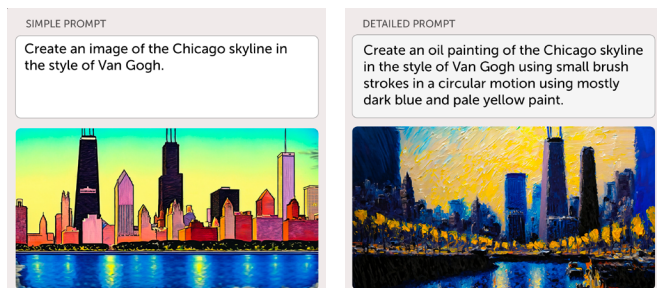 SIMPLE PROMPT
Create an image of the Chicago skyline in
the style of Van Gogh.
DETAILED PROMPT
Create an oil painting of the Chicago skyline
in the style of Van Gogh using small brush
strokes in a circular motion using mostly
dark blue and pale yellow paint.